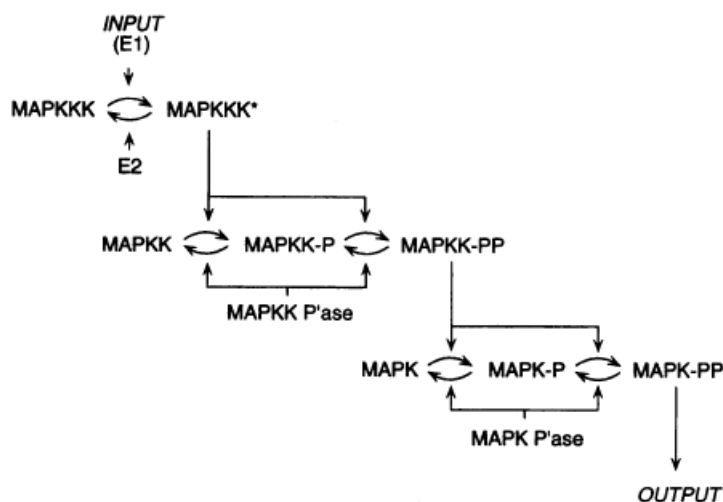 INPUT
(E1)
MAPKKK MAPKKK*
E2
MAPKK MAPKK-P MAPKK-PP
MAPKK P'ase
MAPK MAPK-P MAPK-PP
MAPK P'ase
OUTPUT